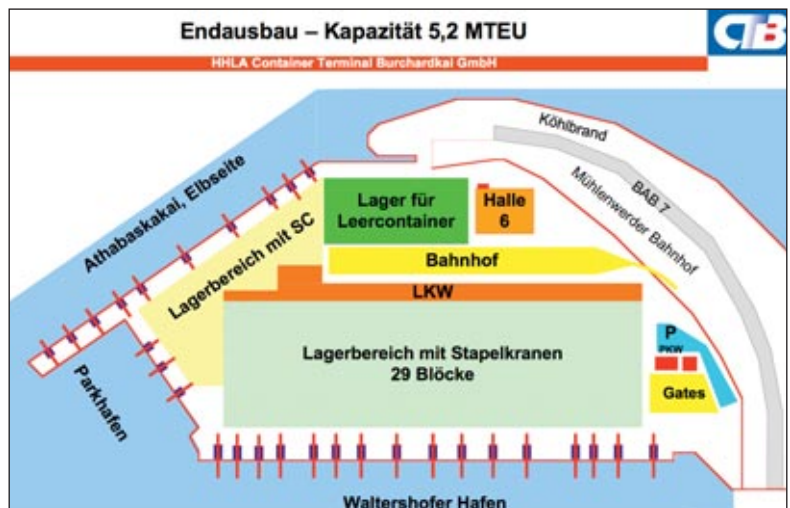 Endausbau – Kapazität 5,2 MTEU
CTB
HHLA Container Terminal Burchardkai GmbH
Köhlbrand
BAB 7
Mühlenwerder Bahnhof
Athabaskakai, Elbseite
Lager für
Leercontainer
Halle
6
Lagerbereich mit SC
Bahnhof
LKW
Lagerbereich mit Stapelkranen
29 Blöcke
P
PKW
Gates
Parkhafen
Waltershofer Hafen